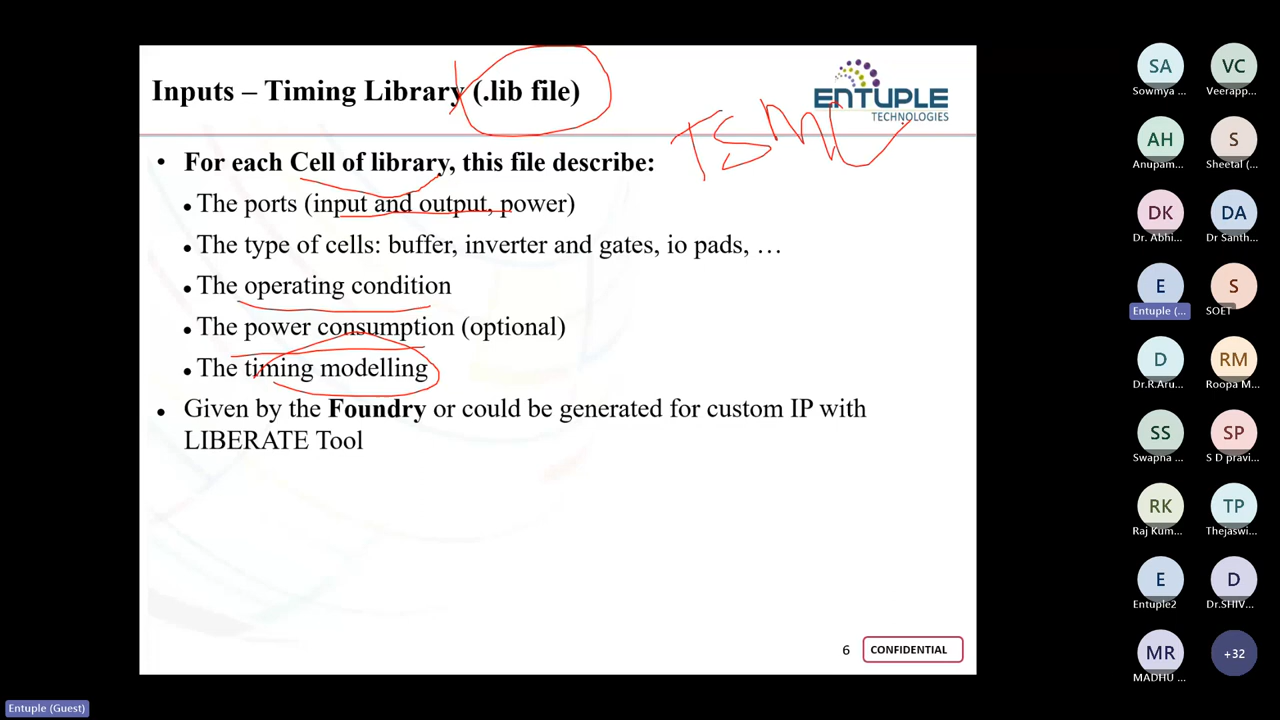 Inputs – Timing Library (.lib file)
ENTUPLE
TECHNOLOGIES
TSMC
• For each Cell of library, this file describe:
• The ports (input and output, power)
• The type of cells: buffer, inverter and gates, io pads, …
• The operating condition
• The power consumption (optional)
• The timing modelling
• Given by the Foundry or could be generated for custom IP with
LIBERATE Tool
6 CONFIDENTIAL
SA VC
Sowmya ... Veerapp...
AH S
Anupam... Sheetal (...
DK DA
Dr. Abhi... Dr Santh...
E S
Entuple (... SOET
D RM
Dr.R.Aru... Roopa M...
SS SP
Swapna ... S D pravi...
RK TP
Raj Kum... Thejaswi...
E D
Entuple2 Dr.SHIV...
MR +32
MADHU ...
Entuple (Guest)